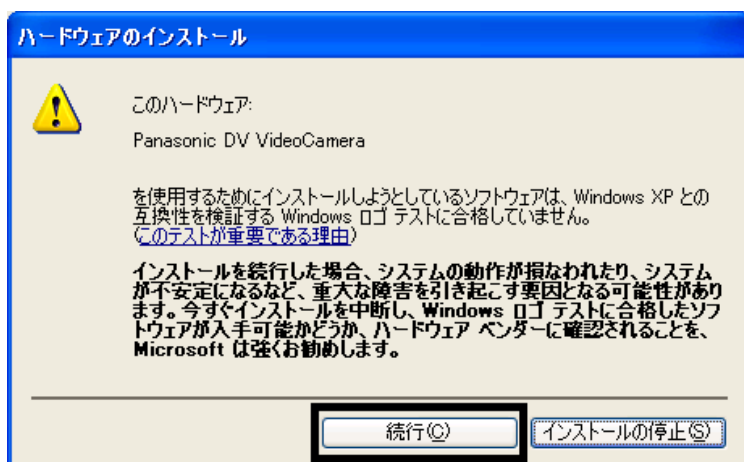 ハードウェアのインストール
このハードウェア:
Panasonic DV VideoCamera
を使用するためにインストールしようとしているソフトウェアは、Windows XP との
互換性を検証する Windows ロゴ テストに合格していません。
(このテストが重要である理由)
インストールを続行した場合、システムの動作が損なわれたり、システム
が不安定になるなど、重大な障害を引き起こす要因となる可能性があり
ます。今すぐインストールを中断し、Windows ロゴ テストに合格したソフ
トウェアが入手可能かどうか、ハードウェア ベンダーに確認されることを、
Microsoft は強くお勧めします。
続行(C) インストールの停止(S)